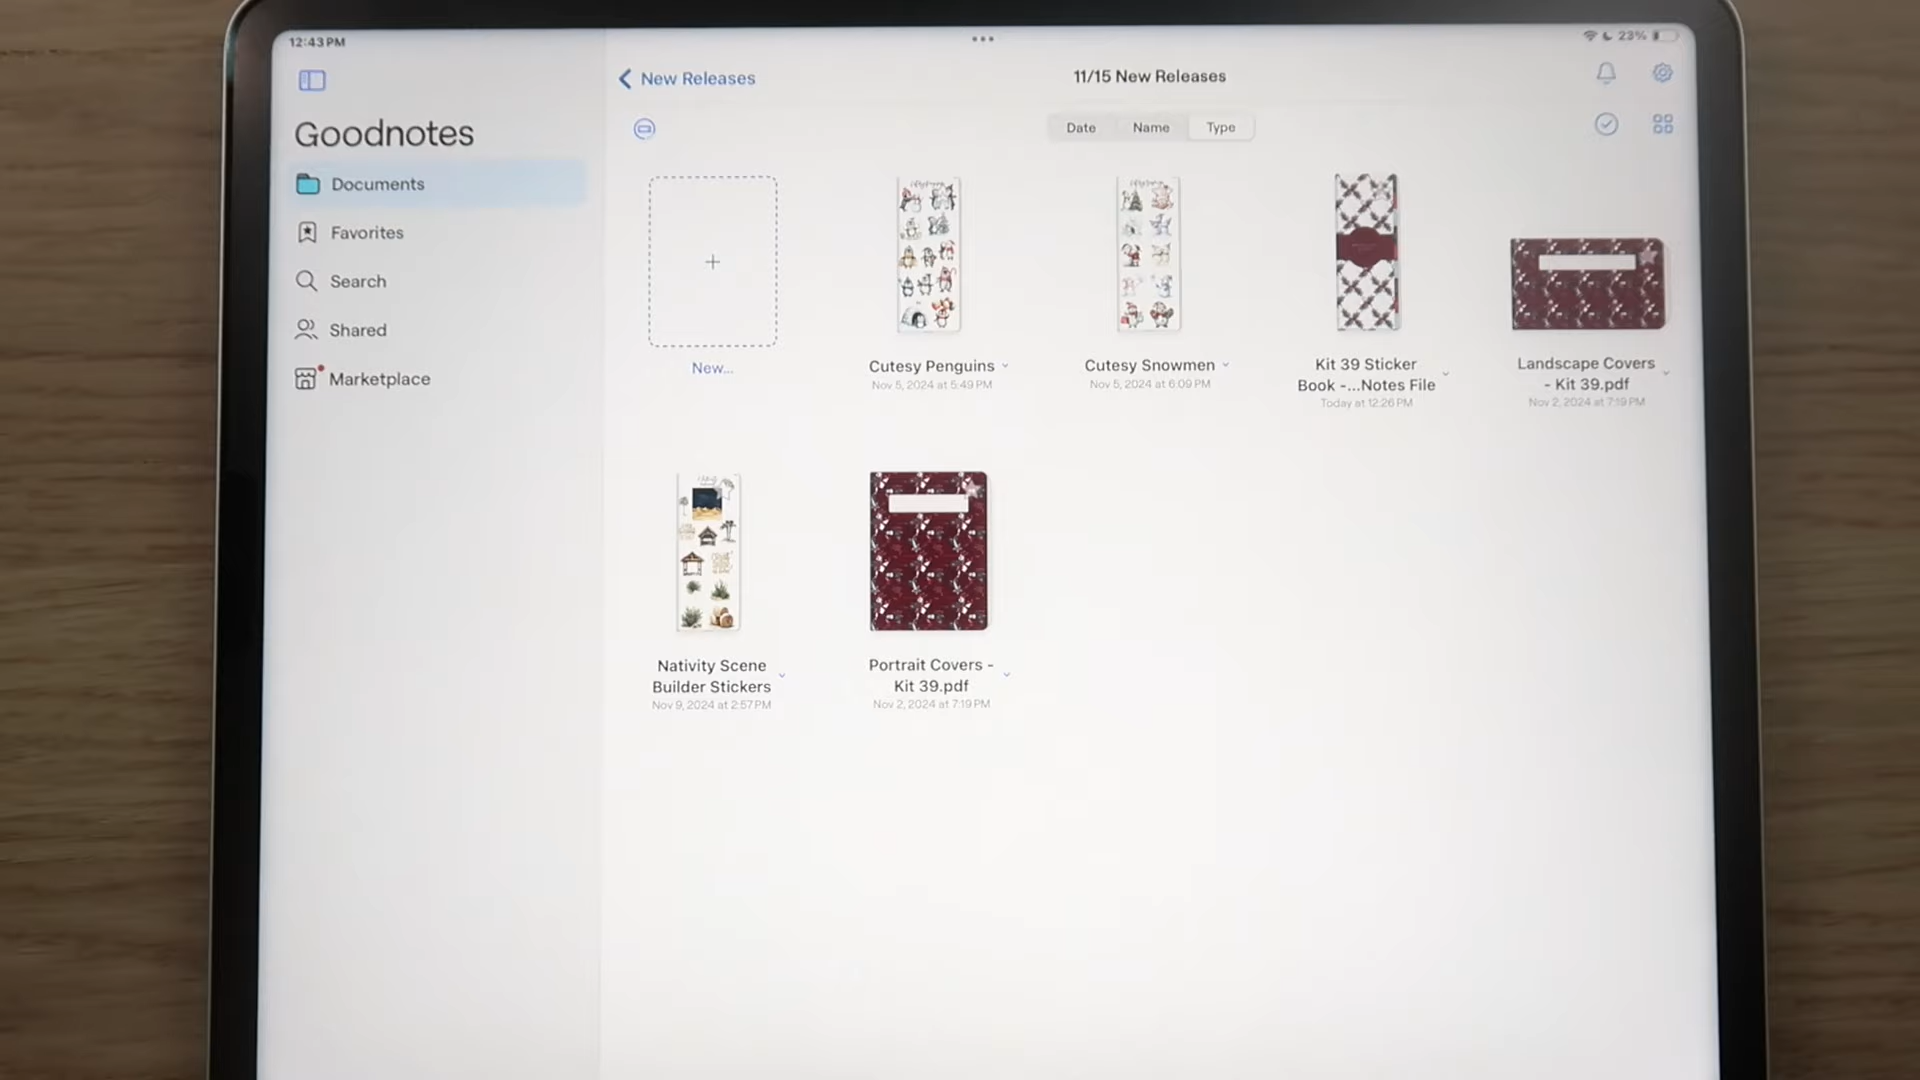 12:43 PM
23%
New Releases
11/15 New Releases
Goodnotes
Date
Name
Type
Documents
Favorites
Search
Shared
Marketplace
New...
Cutesy Penguins
Nov 5, 2024 at 5:49 PM
Cutesy Snowmen
Nov 5, 2024 at 6:09 PM
Kit 39 Sticker
Book -...Notes File
Today at 12:26 PM
Landscape Covers
- Kit 39.pdf
Nov 2, 2024 at 7:19 PM
Nativity Scene
Builder Stickers
Nov 9, 2024 at 2:57 PM
Portrait Covers -
Kit 39.pdf
Nov 2, 2024 at 7:19 PM